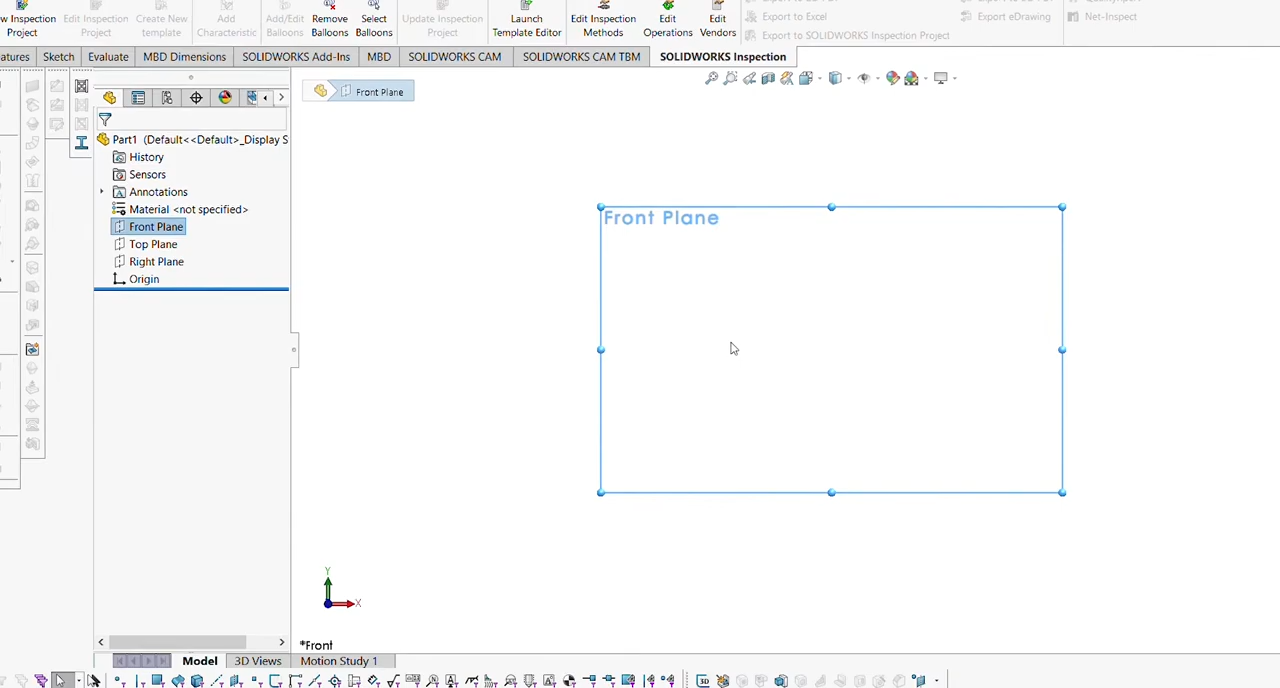 w Inspection Edit Inspection Create New Add Add/Edit Remove Select Update Inspection Launch Edit Inspection Edit Edit
Project Project template Characteristic Balloons Balloons Balloons Project Template Editor Methods Operations Vendors
Export to Excel Export eDrawing Net-Inspect
Export to SOLIDWORKS Inspection Project
atures Sketch Evaluate MBD Dimensions SOLIDWORKS Add-Ins MBD SOLIDWORKS CAM SOLIDWORKS CAM TBM SOLIDWORKS Inspection
Front Plane
Part1 (Default<<Default>_Display S
History
Sensors
Annotations
Material <not specified>
Front Plane
Top Plane
Right Plane
Origin
Front Plane
Y
X
*Front
Model 3D Views Motion Study 1
3D